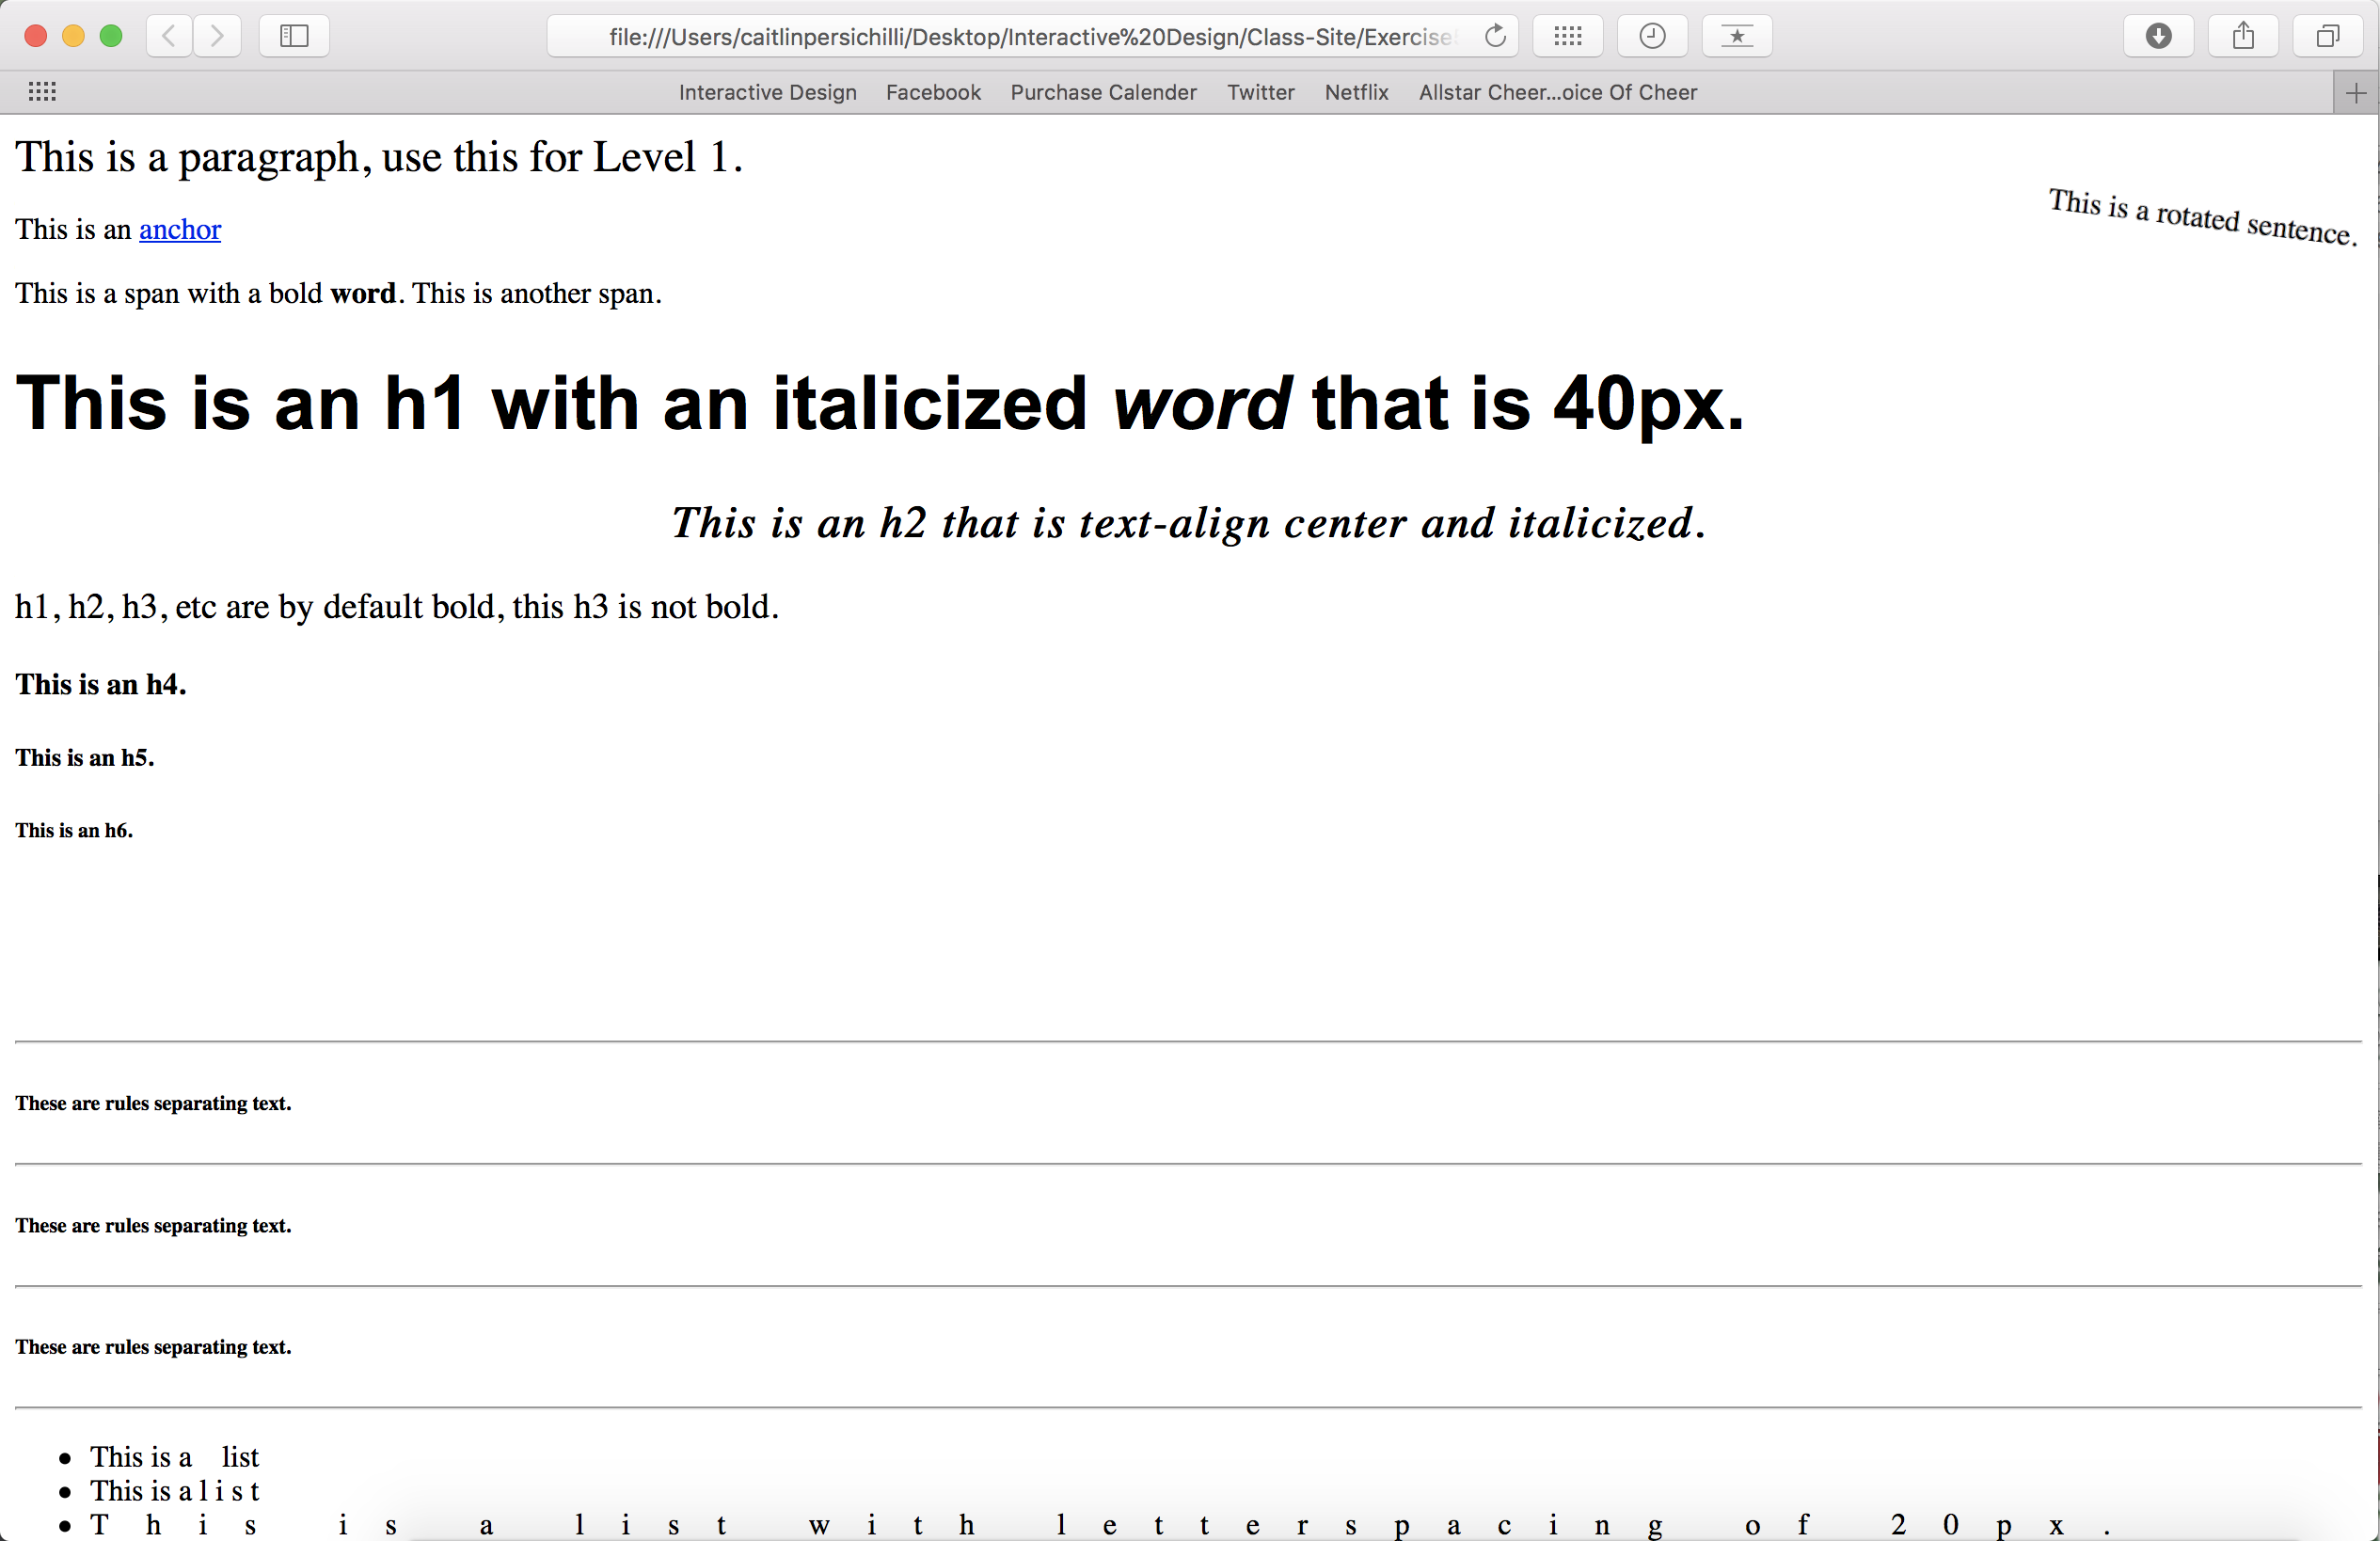 file:///Users/caitlinpersichilli/Desktop/Interactive%20Design/Class-Site/Exercise
Interactive Design Facebook Purchase Calender Twitter Netflix Allstar Cheer...oice Of Cheer
This is a paragraph, use this for Level 1.
This is a rotated sentence.
This is an anchor
This is a span with a bold word. This is another span.
This is an h1 with an italicized word that is 40px.
This is an h2 that is text-align center and italicized.
h1, h2, h3, etc are by default bold, this h3 is not bold.
This is an h4.
This is an h5.
This is an h6.
These are rules separating text.
These are rules separating text.
These are rules separating text.
This is a list
This is a l i s t
T h i s i s a l i s t w i t h l e t t e r s p a c i n g o f 2 0 p x .